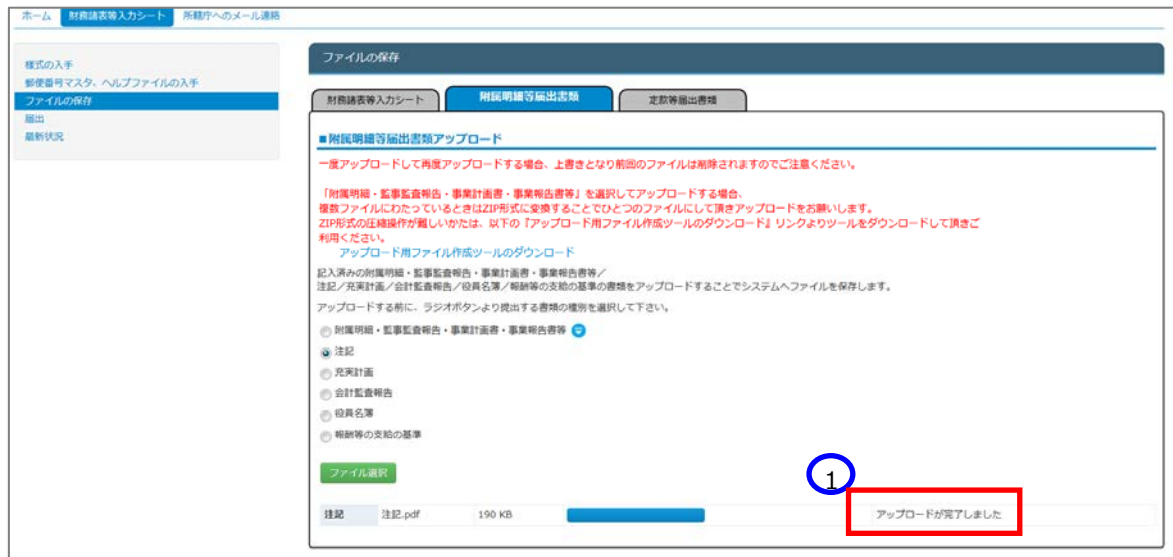 ホーム 財務諸表等入力シート 所轄庁へのメール連絡
様式の入手
郵便番号マスタ、ヘルプファイルの入手
ファイルの保存
届出
最新状況
ファイルの保存
財務諸表等入力シート 附属明細等届出書類 定款等届出書類
■附属明細等届出書類アップロード
一度アップロードして再度アップロードする場合、上書きとなり前回のファイルは削除されますのでご注意ください。
「附属明細・監事監査報告・事業計画書・事業報告書等」を選択してアップロードする場合、
複数ファイルにわたっているときはZIP形式に変換することでひとつのファイルにして頂きアップロードをお願いします。
ZIP形式の圧縮操作が難しいかたは、以下の『アップロード用ファイル作成ツールのダウンロード』リンクよりツールをダウンロードして頂きご
利用ください。
アップロード用ファイル作成ツールのダウンロード
記入済みの附属明細・監事監査報告・事業計画書・事業報告書等／
注記／充実計画／会計監査報告／役員名簿／報酬等の支給の基準の書類をアップロードすることでシステムへファイルを保存します。
アップロードする前に、ラジオボタンより提出する書類の種別を選択して下さい。
附属明細・監事監査報告・事業計画書・事業報告書等
注記
充実計画
会計監査報告
役員名簿
報酬等の支給の基準
ファイル選択
1
注記 注記.pdf 190 KB アップロードが完了しました